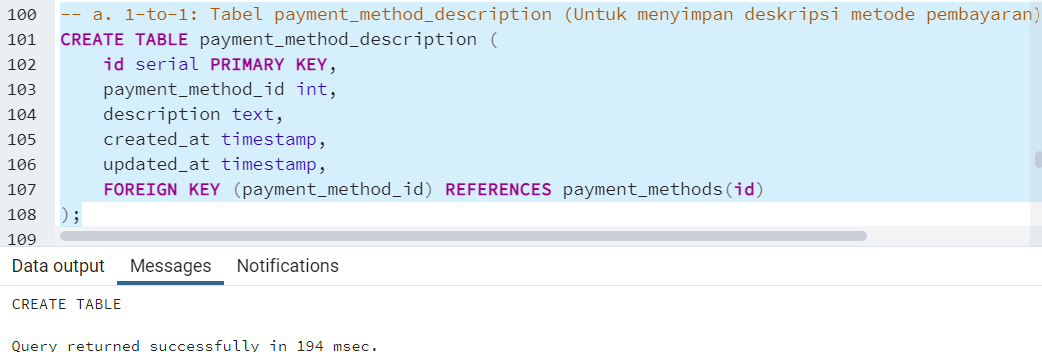 100 -- a. 1-to-1: Tabel payment_method_description (Untuk menyimpan deskripsi metode pembayaran)
101 CREATE TABLE payment_method_description (
102 id serial PRIMARY KEY,
103 payment_method_id int,
104 description text,
105 created_at timestamp,
106 updated_at timestamp,
107 FOREIGN KEY (payment_method_id) REFERENCES payment_methods(id)
108 );
109
Data output Messages Notifications
CREATE TABLE
Query returned successfully in 194 msec.